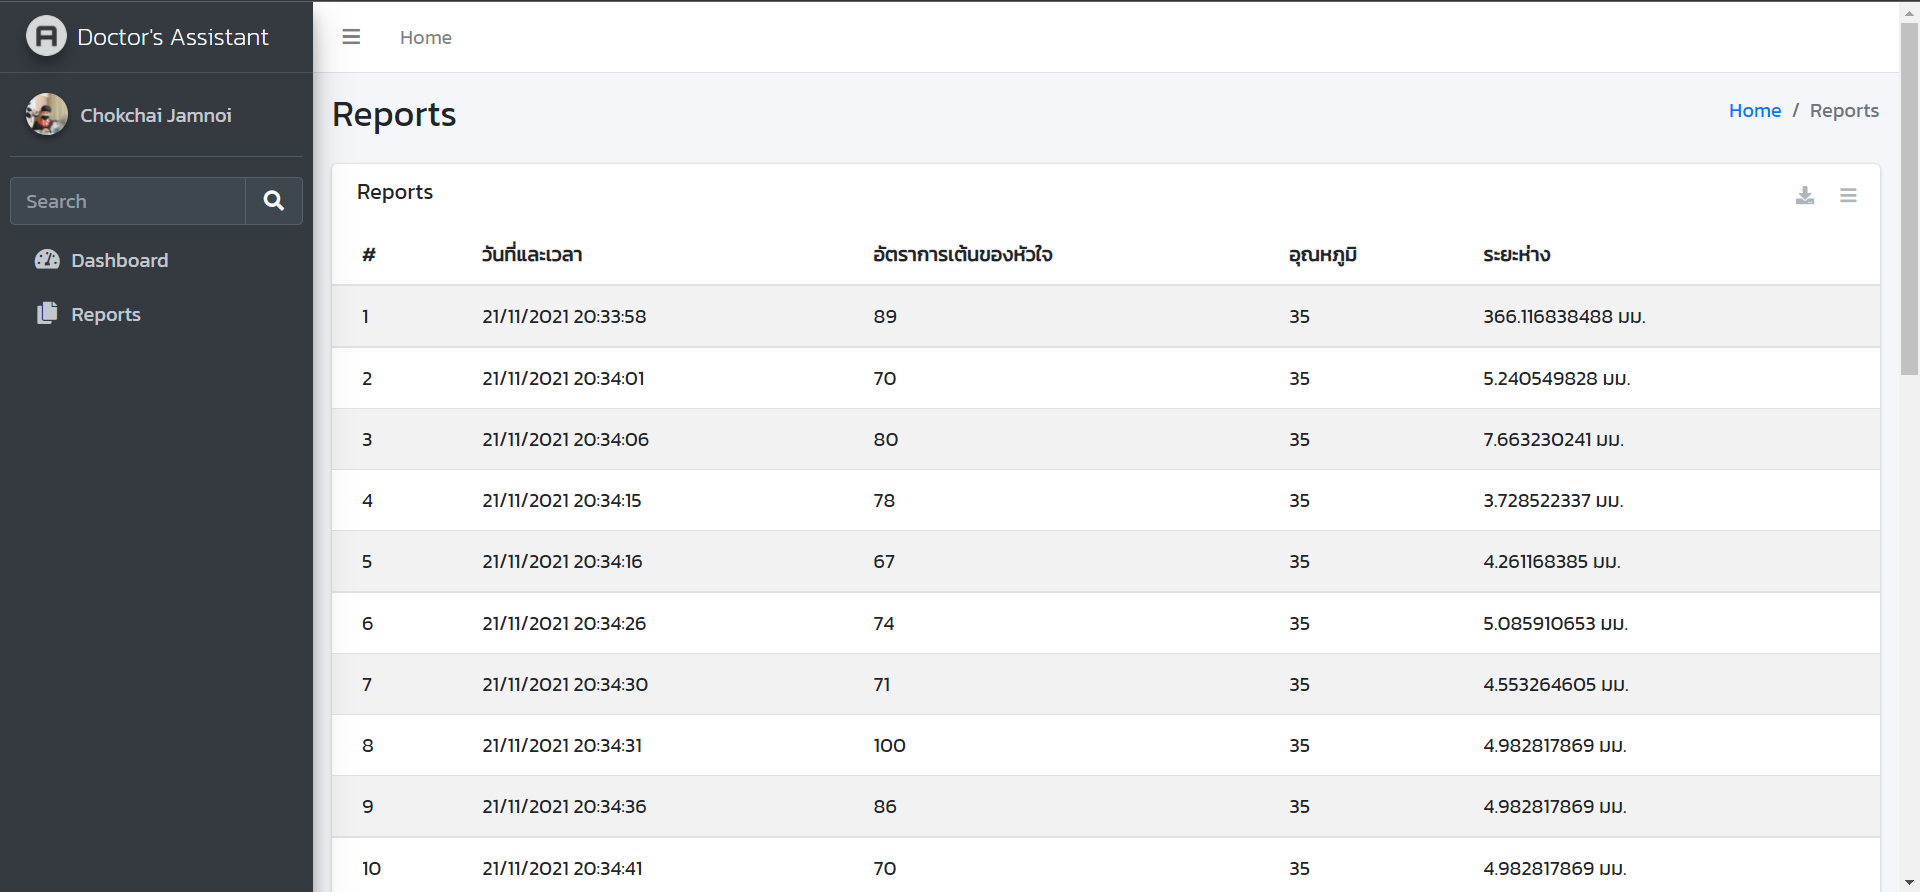 Doctor's Assistant
Home
Chokchai Jamnoi
Search
Dashboard
Reports
Reports
Home / Reports
Reports
# วันที่และเวลา อัตราการเต้นของหัวใจ อุณหภูมิ ระยะห่าง
1 21/11/2021 20:33:58 89 35 366.116838488 มม.
2 21/11/2021 20:34:01 70 35 5.240549828 มม.
3 21/11/2021 20:34:06 80 35 7.663230241 มม.
4 21/11/2021 20:34:15 78 35 3.728522337 มม.
5 21/11/2021 20:34:16 67 35 4.261168385 มม.
6 21/11/2021 20:34:26 74 35 5.085910653 มม.
7 21/11/2021 20:34:30 71 35 4.553264605 มม.
8 21/11/2021 20:34:31 100 35 4.982817869 มม.
9 21/11/2021 20:34:36 86 35 4.982817869 มม.
10 21/11/2021 20:34:41 70 35 4.982817869 มม.